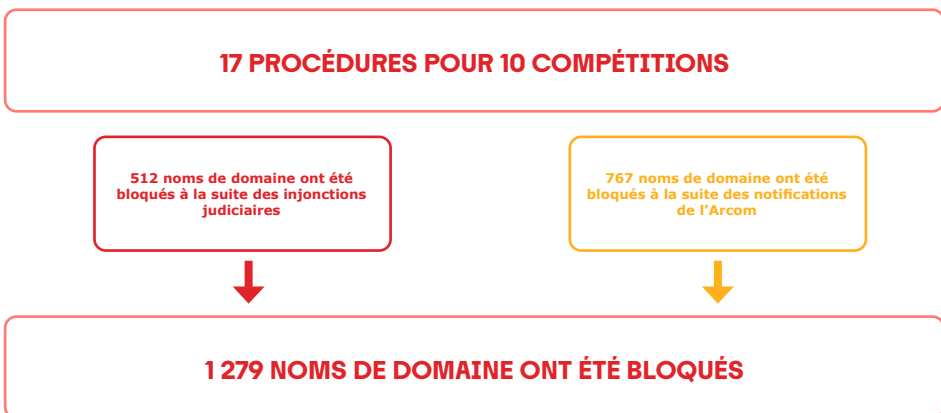 17 PROCÉDURES POUR 10 COMPÉTITIONS
512 noms de domaine ont été
bloqués à la suite des injonctions
judiciaires
767 noms de domaine ont été
bloqués à la suite des notifications
de l’Arcom
1 279 NOMS DE DOMAINE ONT ÉTÉ BLOQUÉS